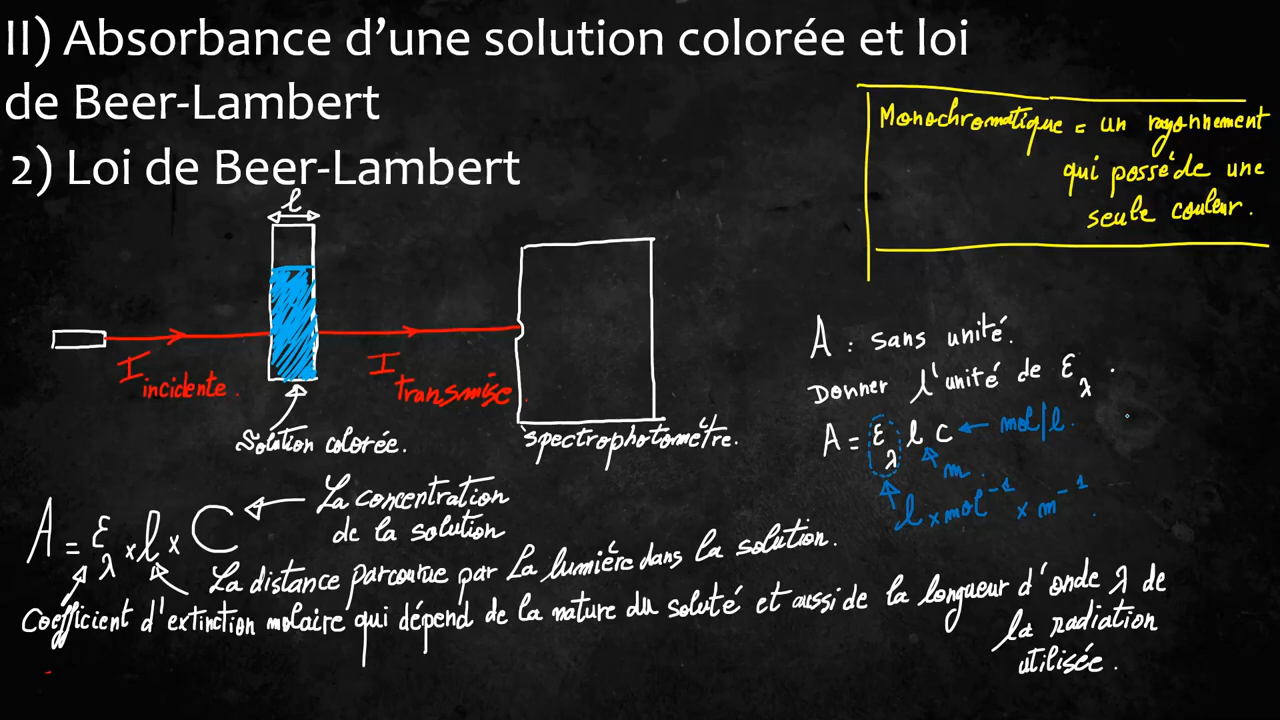 II) Absorbance d’une solution colorée et loi
de Beer-Lambert
2) Loi de Beer-Lambert
Monochromatique = un rayonnement
qui possède une
seule couleur.
l
I incidente.
I transmise.
Solution colorée.
spectrophotomètre.
A : sans unité.
Donner l'unité de ελ.
A = ελ l C ← mol/l.
m.
l × mol⁻¹ × m⁻¹.
A = ελ × l × C ← La concentration
de la solution
La distance parcourue par La lumière dans la solution.
Coefficient d'extinction molaire qui dépend de la nature du soluté et aussi de la longueur d'onde λ de
la radiation
utilisée.